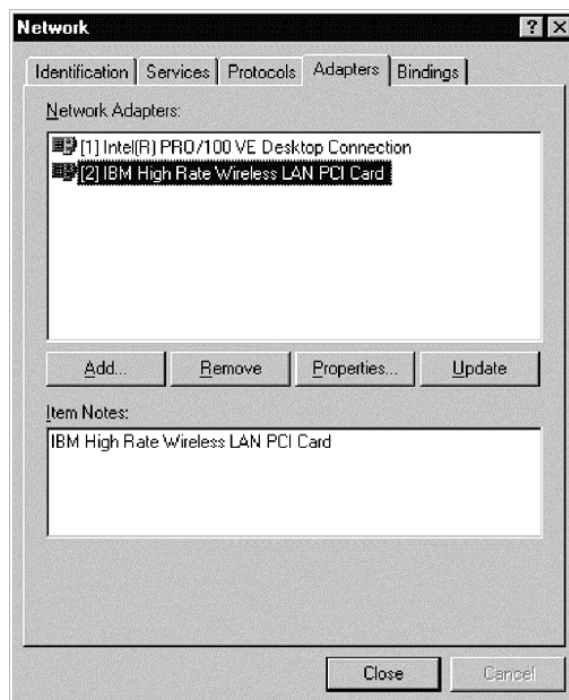 Network
Identification Services Protocols Adapters Bindings
Network Adapters:
[1] Intel(R) PRO/100 VE Desktop Connection
[2] IBM High Rate Wireless LAN PCI Card
Add... Remove Properties... Update
Item Notes:
IBM High Rate Wireless LAN PCI Card
Close Cancel